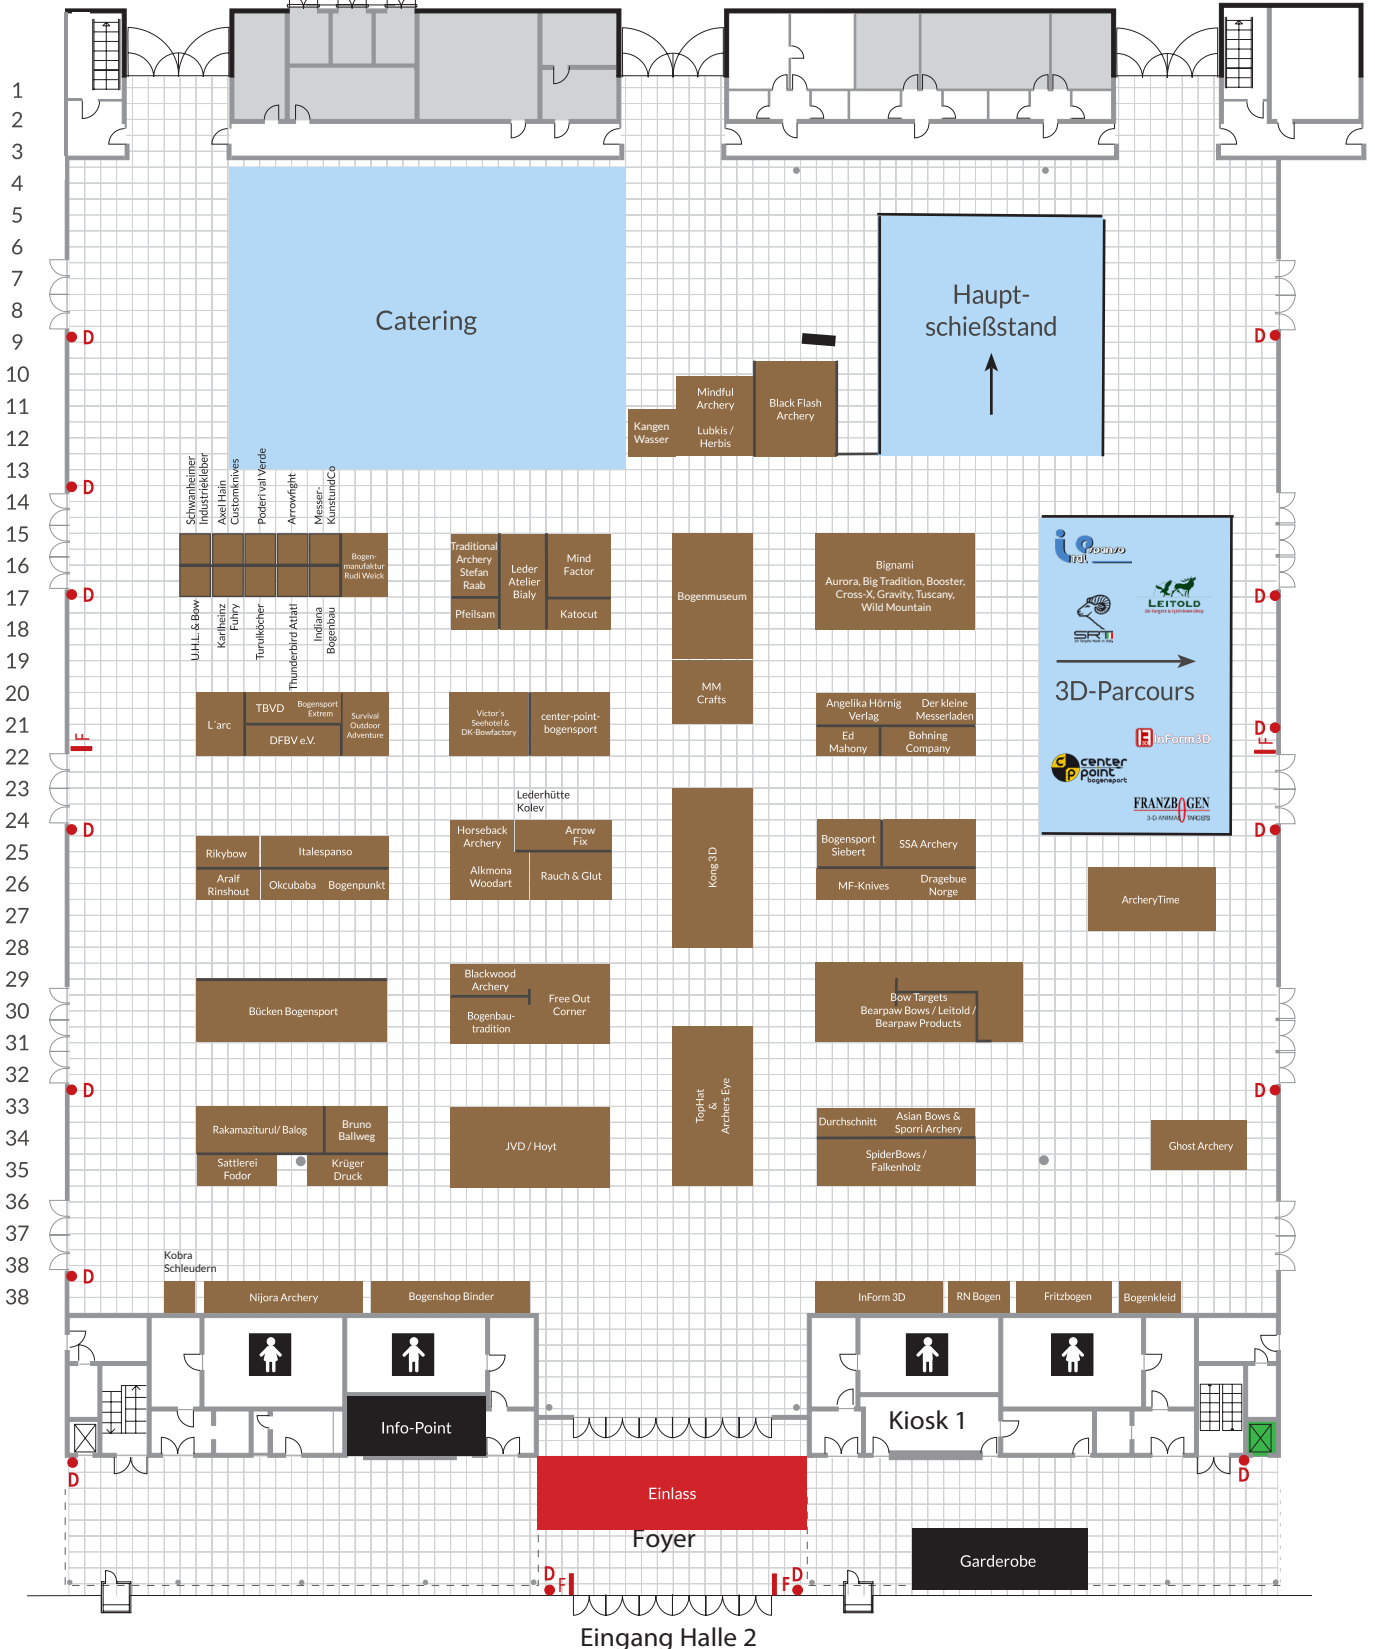 1
2
3
4
5
6
7
8
9
10
11
12
13
14
15
16
17
18
19
20
21
22
23
24
25
26
27
28
29
30
31
32
33
34
35
36
37
38
38
Catering
Haupt-
schießstand
D
D
Mindful
Archery
Lubkis /
Herbis
Kangen
Wasser
Black Flash
Archery
Schwanheimer
Industriekleber
Axel Hain
Customknives
Poderi val Verde
Arrowfight
Messer-
KunstundCo
D
Bogen-
manufaktur
Rudi Weick
U.H.L. & Bow
Karlheinz
Fuhry
Turulköcher
Thunderbird Atlatl
Indiana
Bogenbau
D
D
Traditional
Archery
Stefan
Raab
Pfeilsam
Leder
Atelier
Bialy
Mind
Factor
Katocut
Bogenmuseum
MM
Crafts
Bignami
Aurora, Big Tradition, Booster,
Cross-X, Gravity, Tuscany,
Wild Mountain
ital
espanso
LEITOLD
SRT
3D-Parcours
InForm3D
center
point
bogensport
FRANZBOGEN
3-D ANIMAL TARGETS
L´arc
TBVD
Bogensport
Extrem
DFBV e.V.
Survival
Outdoor
Adventure
Victor´s
Seehotel &
DK-Bowfactory
center-point-
bogensport
Angelika Hörnig
Verlag
Der kleine
Messerladen
Ed
Mahony
Bohning
Company
F
D
F
D
D
Lederhütte
Kolev
Horseback
Archery
Arrow
Fix
Alkmona
Woodart
Rauch & Glut
Rikybow
Italespanso
Aralf
Rinshout
Okcubaba
Bogenpunkt
Kong 3D
Bogensport
Siebert
SSA Archery
MF-Knives
Dragebue
Norge
ArcheryTime
Bücken Bogensport
Blackwood
Archery
Bogenbau-
tradition
Free Out
Corner
Bow Targets
Bearpaw Bows / Leitold /
Bearpaw Products
TopHat
&
Archers Eye
D
D
Rakamaziturul/ Balog
Bruno
Ballweg
Sattlerei
Fodor
Krüger
Druck
JVD / Hoyt
Durchschnitt
Asian Bows &
Sporri Archery
SpiderBows /
Falkenholz
Ghost Archery
D
Kobra
Schleudern
Nijora Archery
Bogenshop Binder
InForm 3D
RN Bogen
Fritzbogen
Bogenkleid
Info-Point
Kiosk 1
D
D
Einlass
Foyer
Garderobe
D
F
F
D
Eingang Halle 2